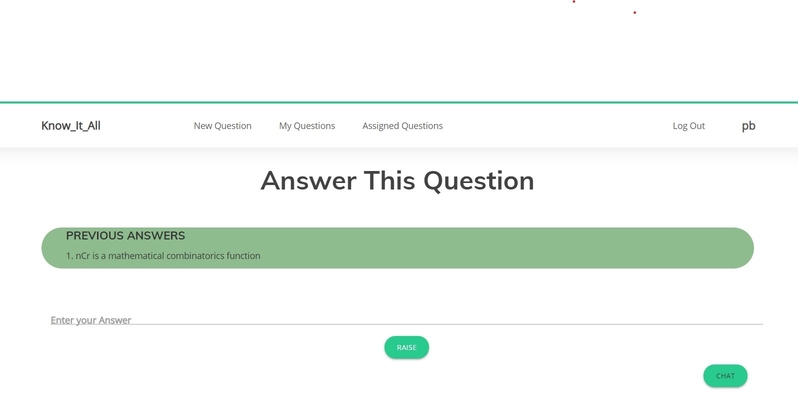 Know_It_All New Question My Questions Assigned Questions Log Out pb
Answer This Question
PREVIOUS ANSWERS
1. nCr is a mathematical combinatorics function
Enter your Answer
RAISE
CHAT